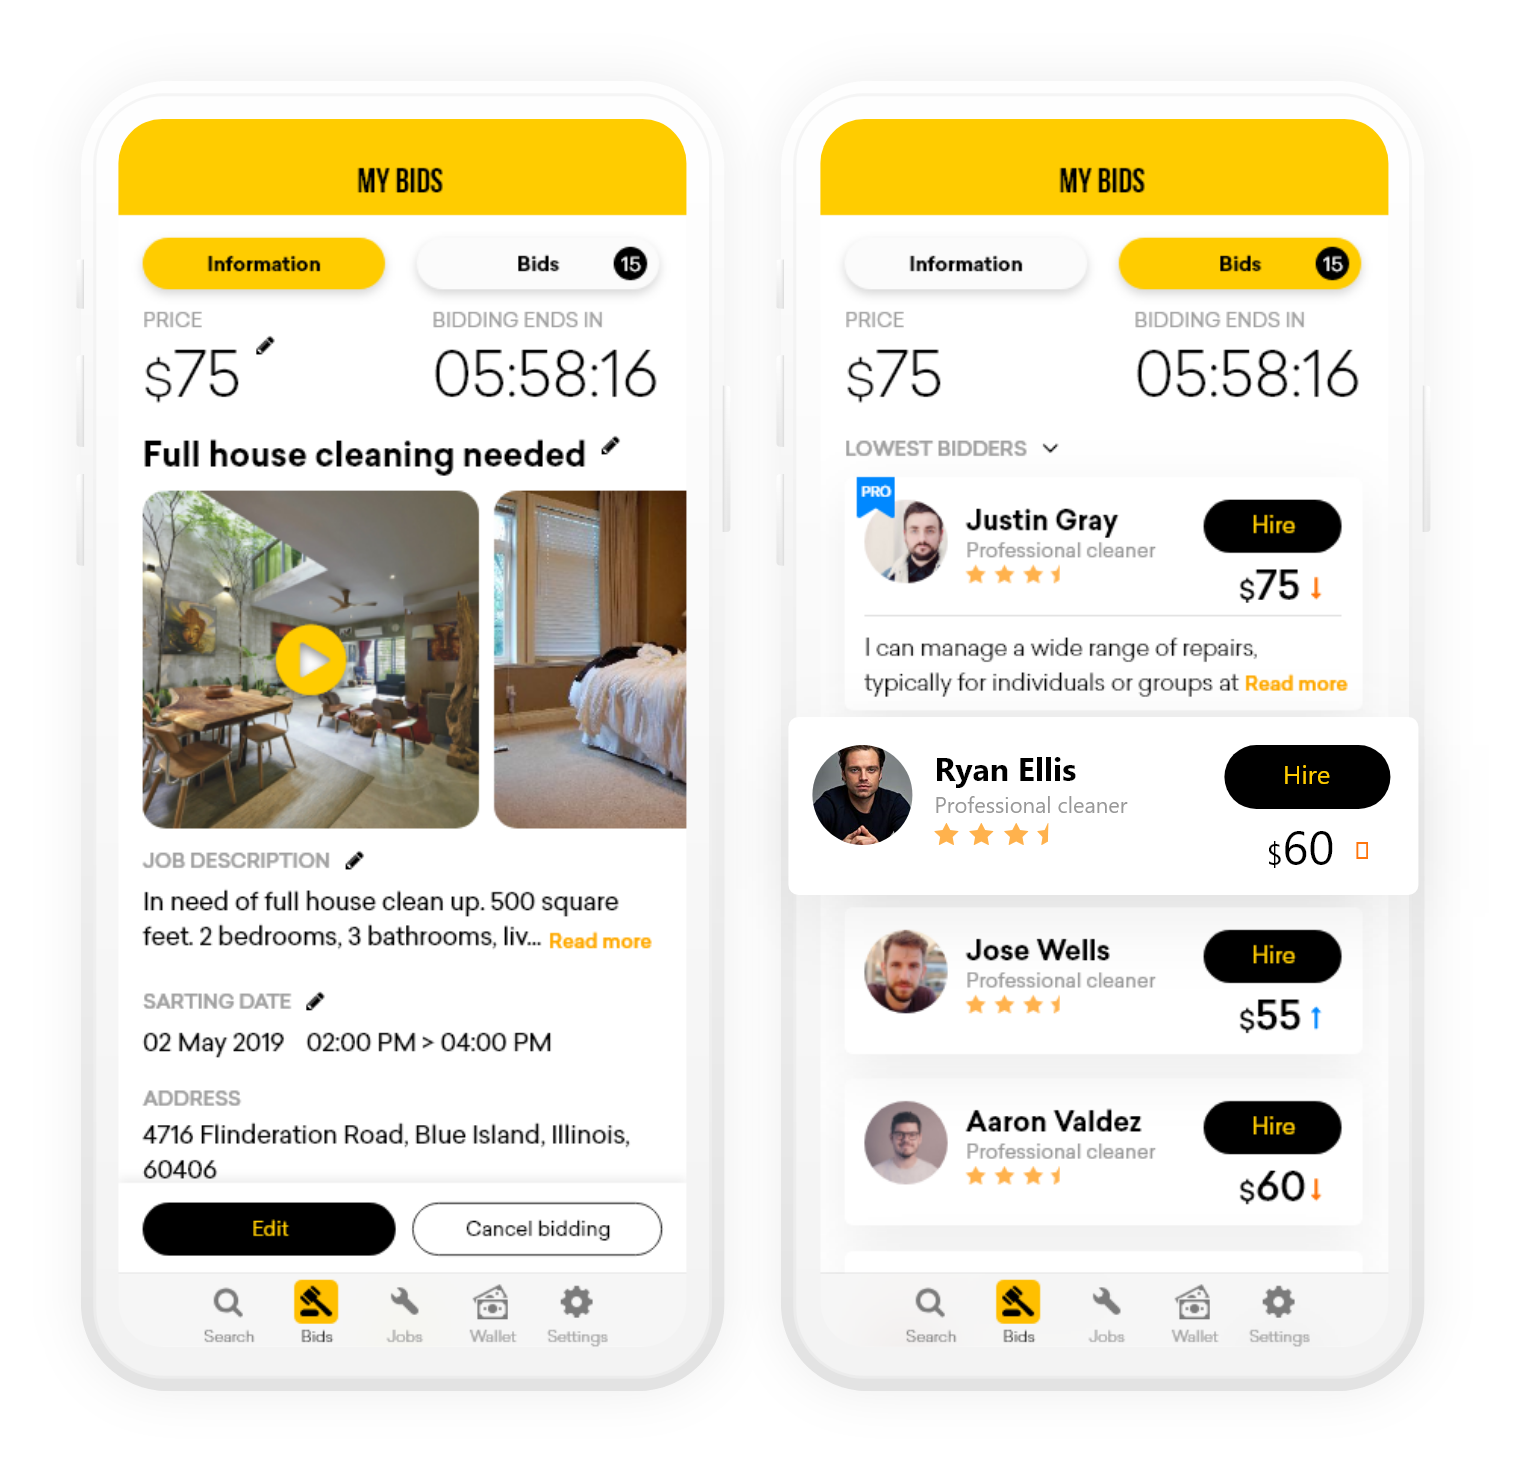 MY BIDS
Information
Bids 15
PRICE
BIDDING ENDS IN
$75
05:58:16
Full house cleaning needed
JOB DESCRIPTION
In need of full house clean up. 500 square
feet. 2 bedrooms, 3 bathrooms, liv... Read more
SARTING DATE
02 May 2019 02:00 PM > 04:00 PM
ADDRESS
4716 Flinderation Road, Blue Island, Illinois,
60406
Edit
Cancel bidding
Search
Bids
Jobs
Wallet
Settings
MY BIDS
Information
Bids 15
PRICE
BIDDING ENDS IN
$75
05:58:16
LOWEST BIDDERS
PRO
Justin Gray
Professional cleaner
Hire
$75
I can manage a wide range of repairs,
typically for individuals or groups at Read more
Ryan Ellis
Professional cleaner
Hire
$60
Jose Wells
Professional cleaner
Hire
$55
Aaron Valdez
Professional cleaner
Hire
$60
Search
Bids
Jobs
Wallet
Settings